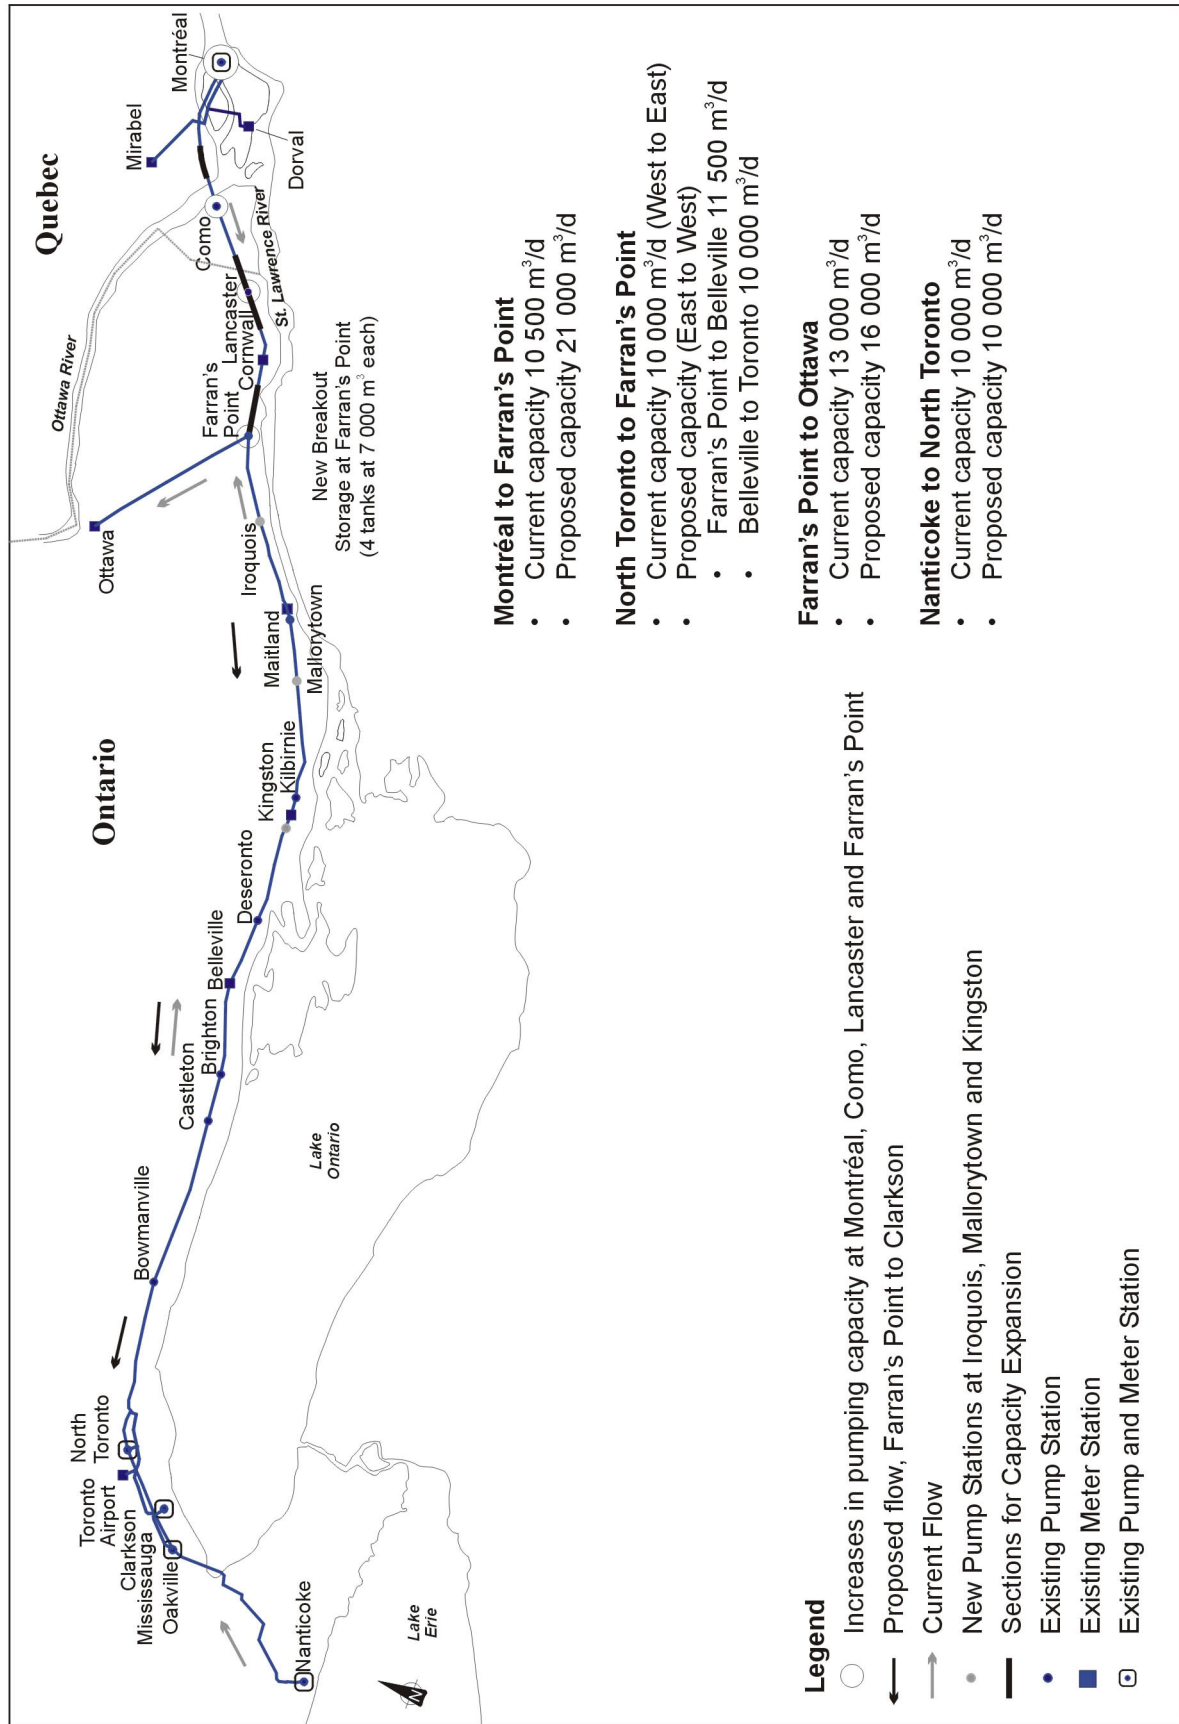 Quebec
Ontario
Montréal
Mirabel
Dorval
Como
Ottawa River
St. Lawrence River
Lancaster
Cornwall
Farran's
Point
Ottawa
New Breakout
Storage at Farran's Point
(4 tanks at 7 000 m³ each)
Iroquois
Maitland
Mallorytown
Kingston
Kilbirnie
Deseronto
Belleville
Brighton
Castleton
Bowmanville
Lake
Ontario
North
Toronto
Toronto
Airport
Clarkson
Mississauga
Oakville
Nanticoke
Lake
Erie
N
Montréal to Farran's Point
• Current capacity 10 500 m³/d
• Proposed capacity 21 000 m³/d
North Toronto to Farran's Point
• Current capacity 10 000 m³/d (West to East)
• Proposed capacity (East to West)
• Farran's Point to Belleville 11 500 m³/d
• Belleville to Toronto 10 000 m³/d
Farran's Point to Ottawa
• Current capacity 13 000 m³/d
• Proposed capacity 16 000 m³/d
Nanticoke to North Toronto
• Current capacity 10 000 m³/d
• Proposed capacity 10 000 m³/d
Legend
Increases in pumping capacity at Montréal, Como, Lancaster and Farran's Point
Proposed flow, Farran's Point to Clarkson
Current Flow
New Pump Stations at Iroquois, Mallorytown and Kingston
Sections for Capacity Expansion
Existing Pump Station
Existing Meter Station
Existing Pump and Meter Station